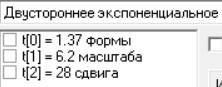 Двустороннее экспоненциальное
t[0] = 1.37 формы
t[1] = 6.2 масштаба
t[2] = 28 сдвига